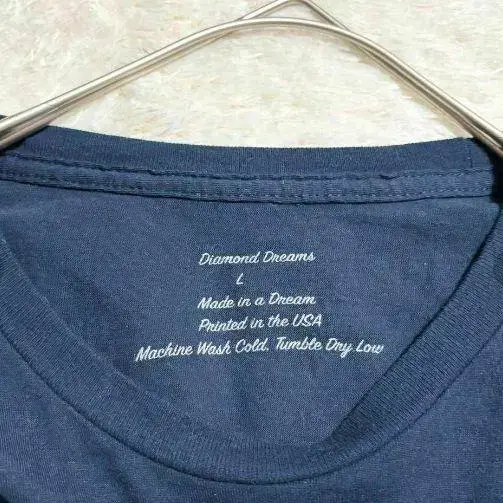 Diamond Dreams
L
Made in a Dream
Printed in the USA
Machine Wash Cold. Tumble Dry Low